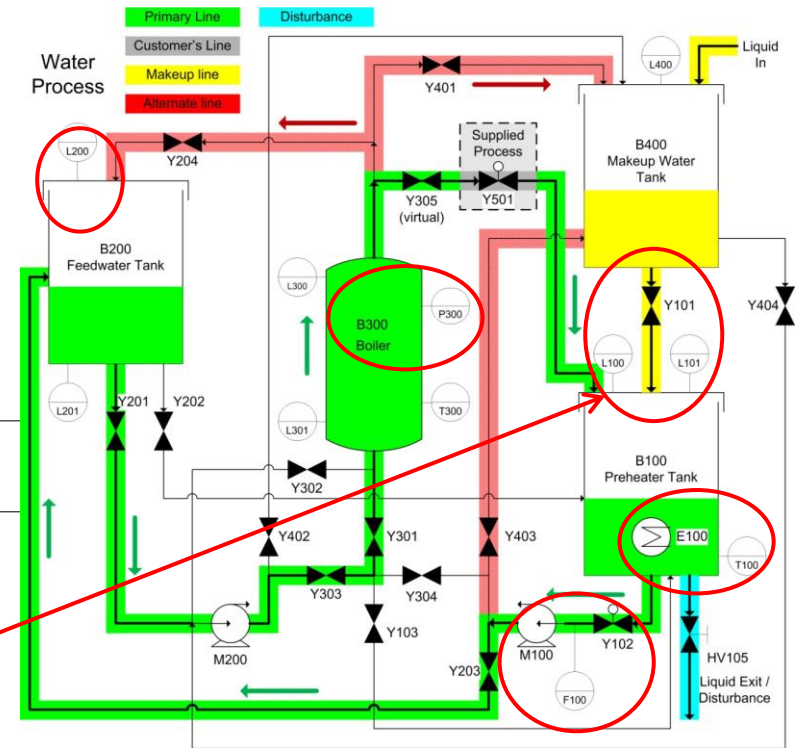 Primary Line
Disturbance
Customer's Line
Makeup line
Alternate line
Water
Process
L400
Liquid
In
Y401
L200
Y204
Supplied
Process
B400
Makeup Water
Tank
Y305
(virtual)
Y501
B200
Feedwater Tank
L300
P300
B300
Boiler
Y101
Y404
L100
L101
L201
Y201
Y202
L301
T300
B100
Preheater Tank
Y302
Y402
Y301
Y403
E100
T100
Y303
Y304
Y103
M200
M100
Y102
Y203
F100
HV105
Liquid Exit /
Disturbance